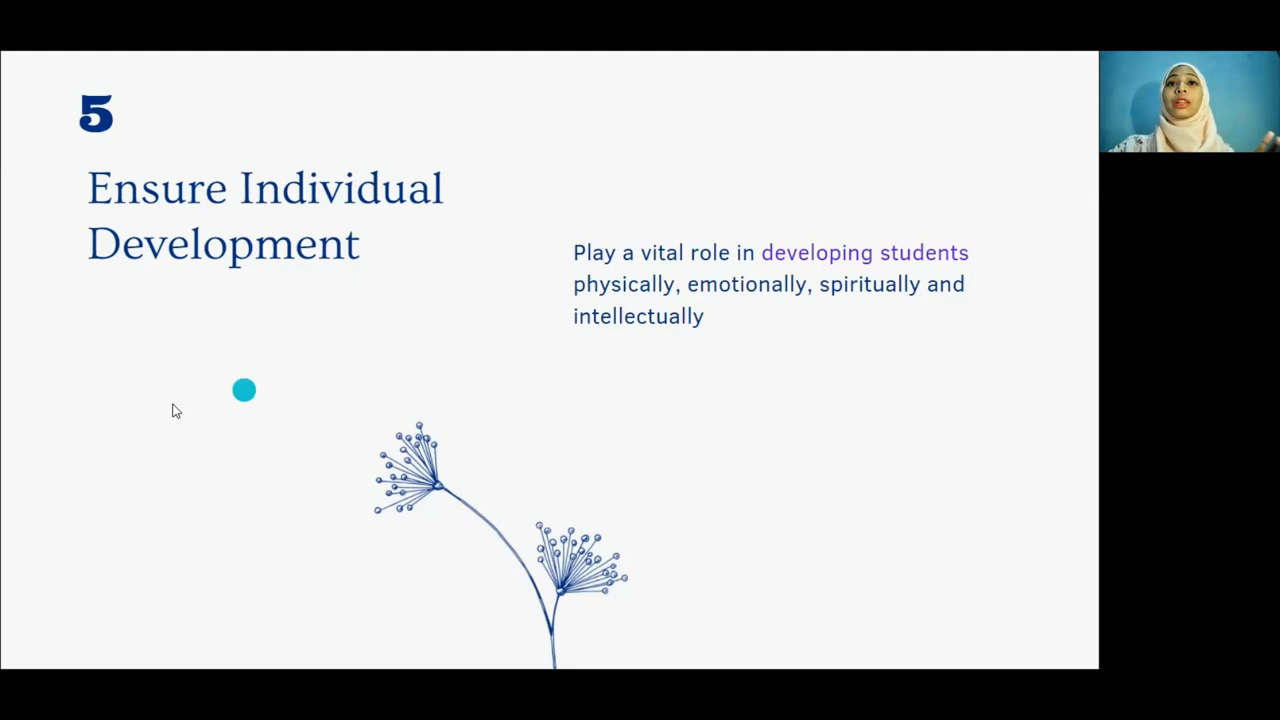 5
Ensure Individual
Development
Play a vital role in developing students
physically, emotionally, spiritually and
intellectually